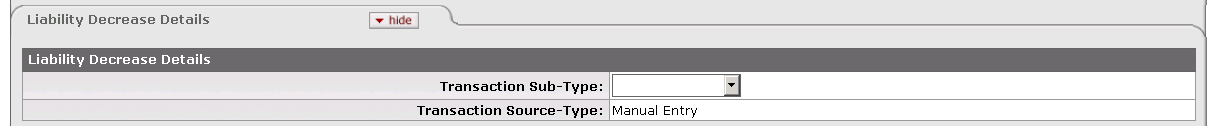 Liability Decrease Details
hide
Liability Decrease Details
Transaction Sub-Type:
Transaction Source-Type: Manual Entry